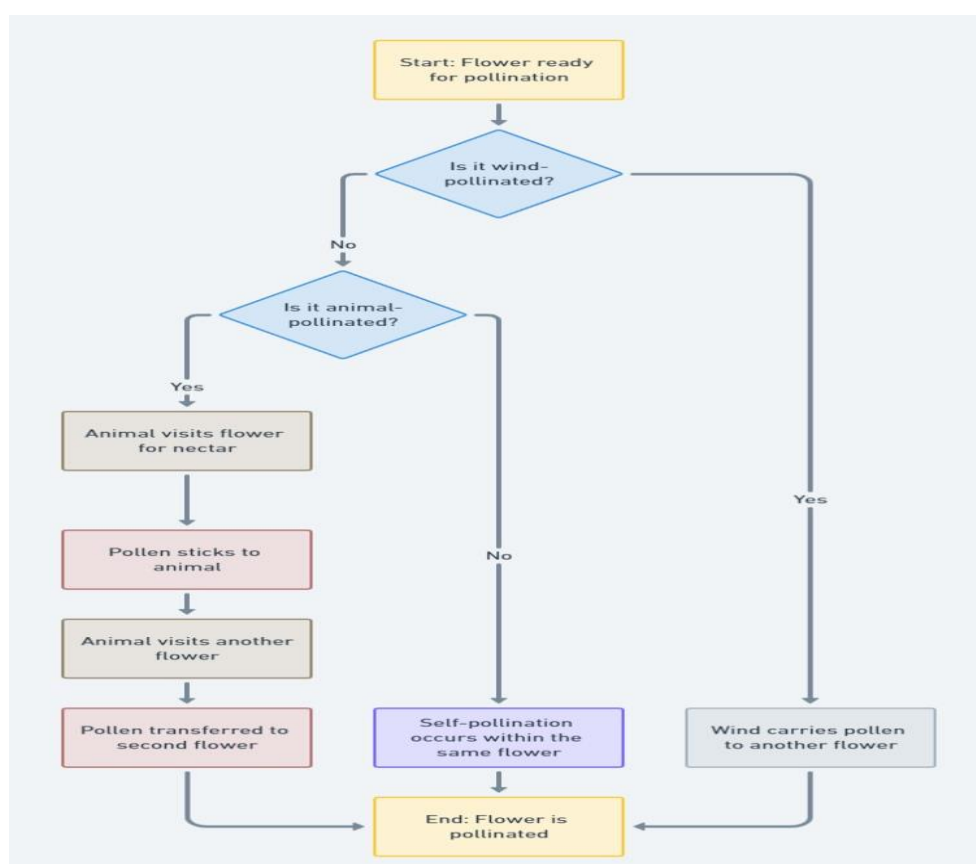 Start: Flower ready
for pollination
Is it wind-
pollinated?
No
Is it animal-
pollinated?
Yes
Animal visits flower
for nectar
Yes
Pollen sticks to
animal
No
Animal visits another
flower
Pollen transferred to
second flower
Self-pollination
occurs within the
same flower
Wind carries pollen
to another flower
End: Flower is
pollinated